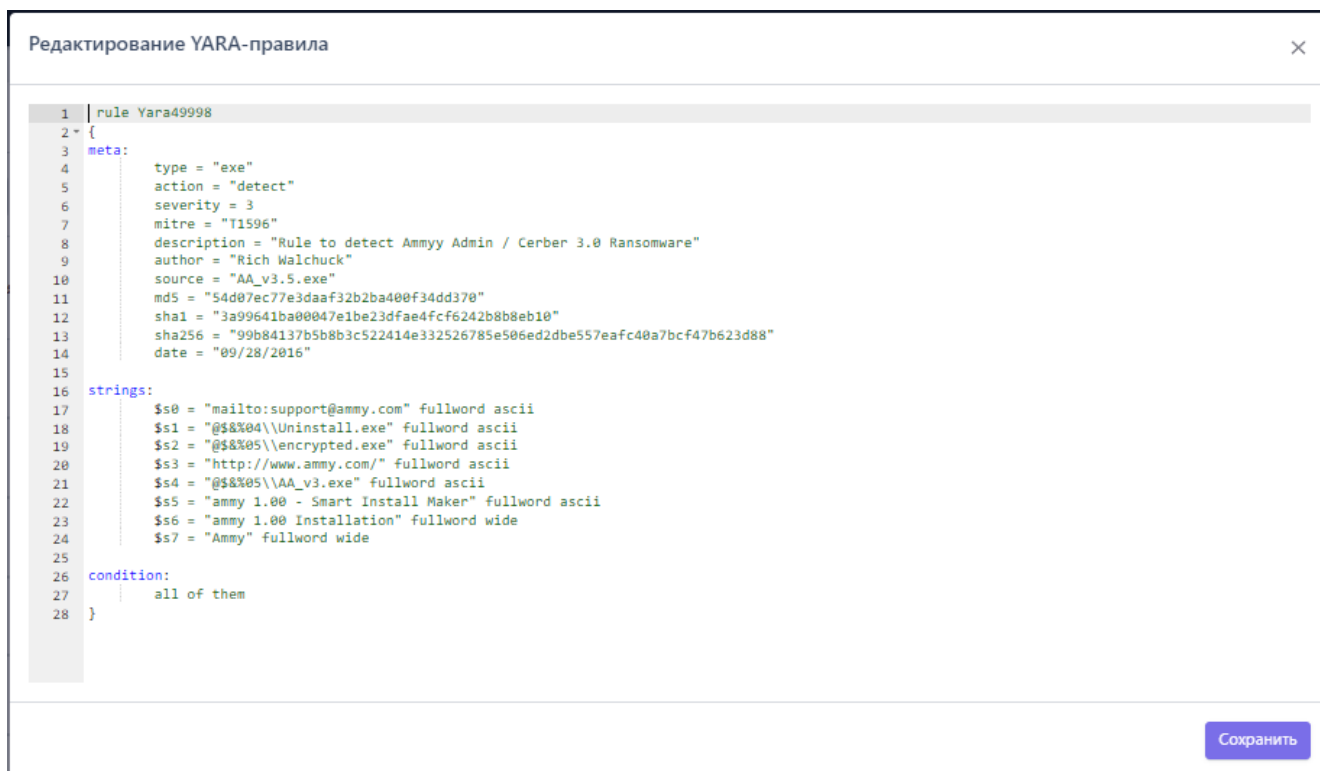 Редактирование YARA-правила
1 rule Yara49998
2 {
3 meta:
4 type = "exe"
5 action = "detect"
6 severity = 3
7 mitre = "T1596"
8 description = "Rule to detect Ammyy Admin / Cerber 3.0 Ransomware"
9 author = "Rich Walchuck"
10 source = "AA_v3.5.exe"
11 md5 = "54d07ec77e3daaf32b2ba400f34dd370"
12 sha1 = "3a99641ba00047e1be23dfae4fcf6242b8b8eb10"
13 sha256 = "99b84137b5b8b3c522414e332526785e506ed2dbe557eafc40a7bcf47b623d88"
14 date = "09/28/2016"
15
16 strings:
17 $s0 = "mailto:support@ammy.com" fullword ascii
18 $s1 = "@$&%04\\Uninstall.exe" fullword ascii
19 $s2 = "@$&%05\\encrypted.exe" fullword ascii
20 $s3 = "http://www.ammy.com/" fullword ascii
21 $s4 = "@$&%05\\AA_v3.exe" fullword ascii
22 $s5 = "ammy 1.00 - Smart Install Maker" fullword ascii
23 $s6 = "ammy 1.00 Installation" fullword wide
24 $s7 = "Ammy" fullword wide
25
26 condition:
27 all of them
28 }
Сохранить